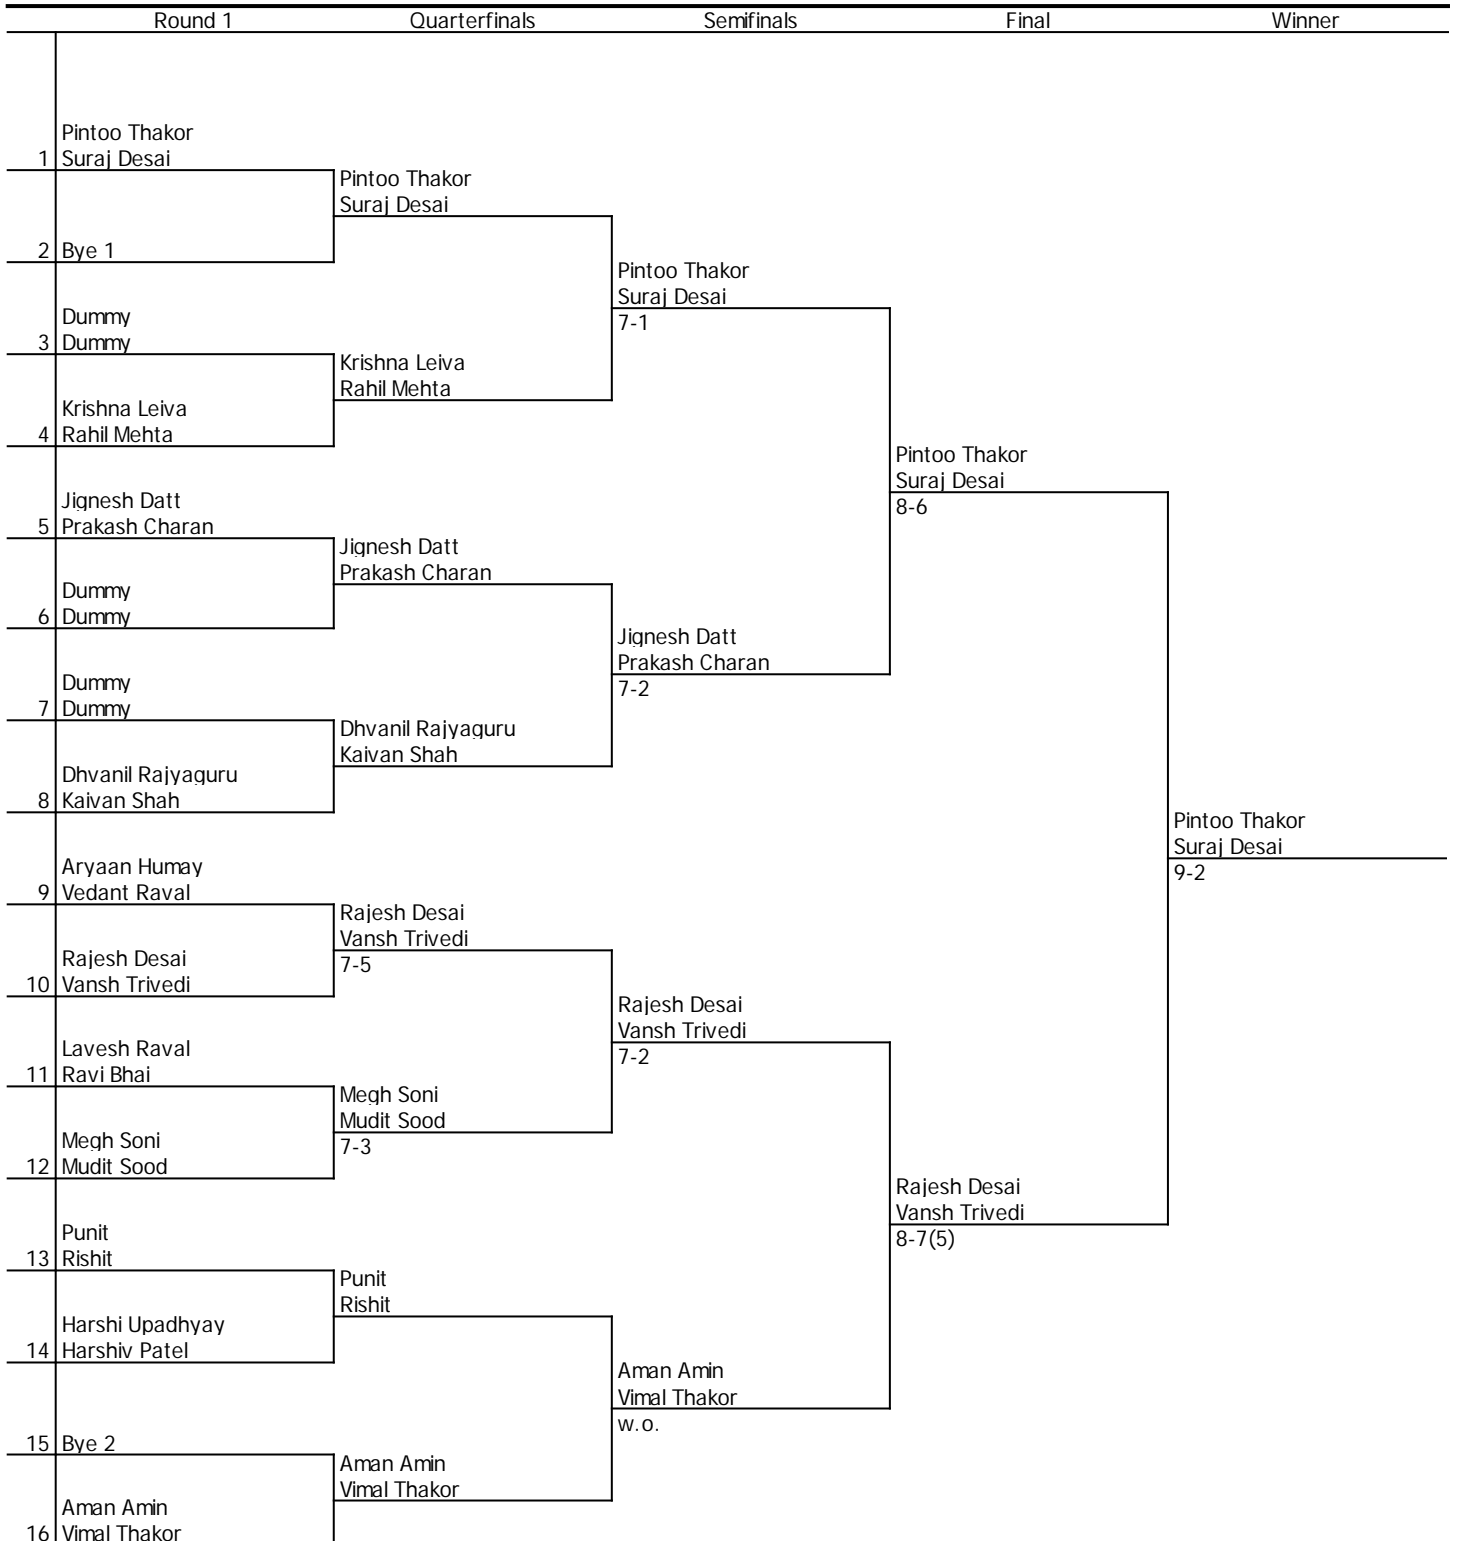 Round 1 Quarterfinals Semifinals Final Winner
Pintoo Thakor
1 Suraj Desai
Pintoo Thakor
Suraj Desai
2 Bye 1
Pintoo Thakor
Suraj Desai
7-1
Dummy
3 Dummy
Krishna Leiva
Rahil Mehta
Krishna Leiva
4 Rahil Mehta
Pintoo Thakor
Suraj Desai
8-6
Jignesh Datt
5 Prakash Charan
Jignesh Datt
Prakash Charan
Dummy
6 Dummy
Jignesh Datt
Prakash Charan
7-2
Dummy
7 Dummy
Dhvanil Rajyaguru
Kaivan Shah
Dhvanil Rajyaguru
8 Kaivan Shah
Pintoo Thakor
Suraj Desai
9-2
Aryaan Humay
9 Vedant Raval
Rajesh Desai
Vansh Trivedi
7-5
Rajesh Desai
10 Vansh Trivedi
Rajesh Desai
Vansh Trivedi
7-2
Lavesh Raval
11 Ravi Bhai
Megh Soni
Mudit Sood
7-3
Megh Soni
12 Mudit Sood
Rajesh Desai
Vansh Trivedi
8-7(5)
Punit
13 Rishit
Punit
Rishit
Harshi Upadhyay
14 Harshiv Patel
Aman Amin
Vimal Thakor
w.o.
15 Bye 2
Aman Amin
Vimal Thakor
Aman Amin
16 Vimal Thakor